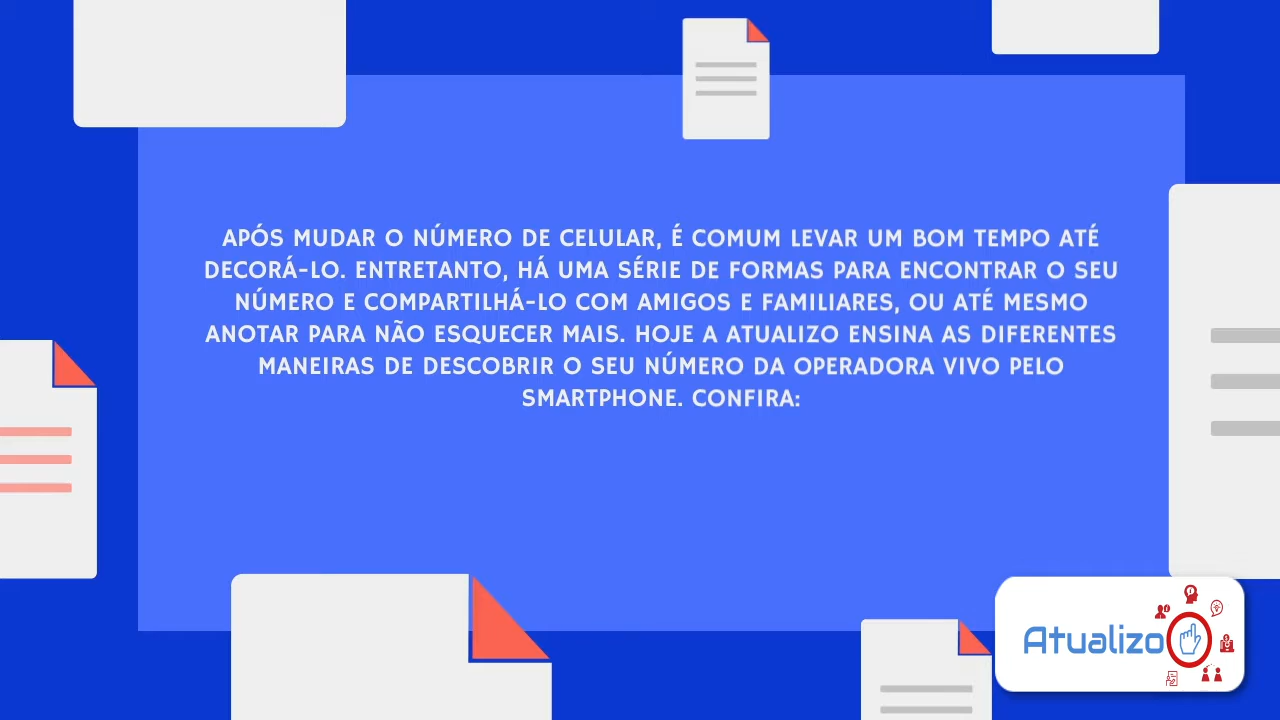 APÓS MUDAR O NÚMERO DE CELULAR, É COMUM LEVAR UM BOM TEMPO ATÉ
DECORÁ-LO. ENTRETANTO, HÁ UMA SÉRIE DE FORMAS PARA ENCONTRAR O SEU
NÚMERO E COMPARTILHÁ-LO COM AMIGOS E FAMILIARES, OU ATÉ MESMO
ANOTAR PARA NÃO ESQUECER MAIS. HOJE A ATUALIZO ENSINA AS DIFERENTES
MANEIRAS DE DESCOBRIR O SEU NÚMERO DA OPERADORA VIVO PELO
SMARTPHONE. CONFIRA:
Atualizo